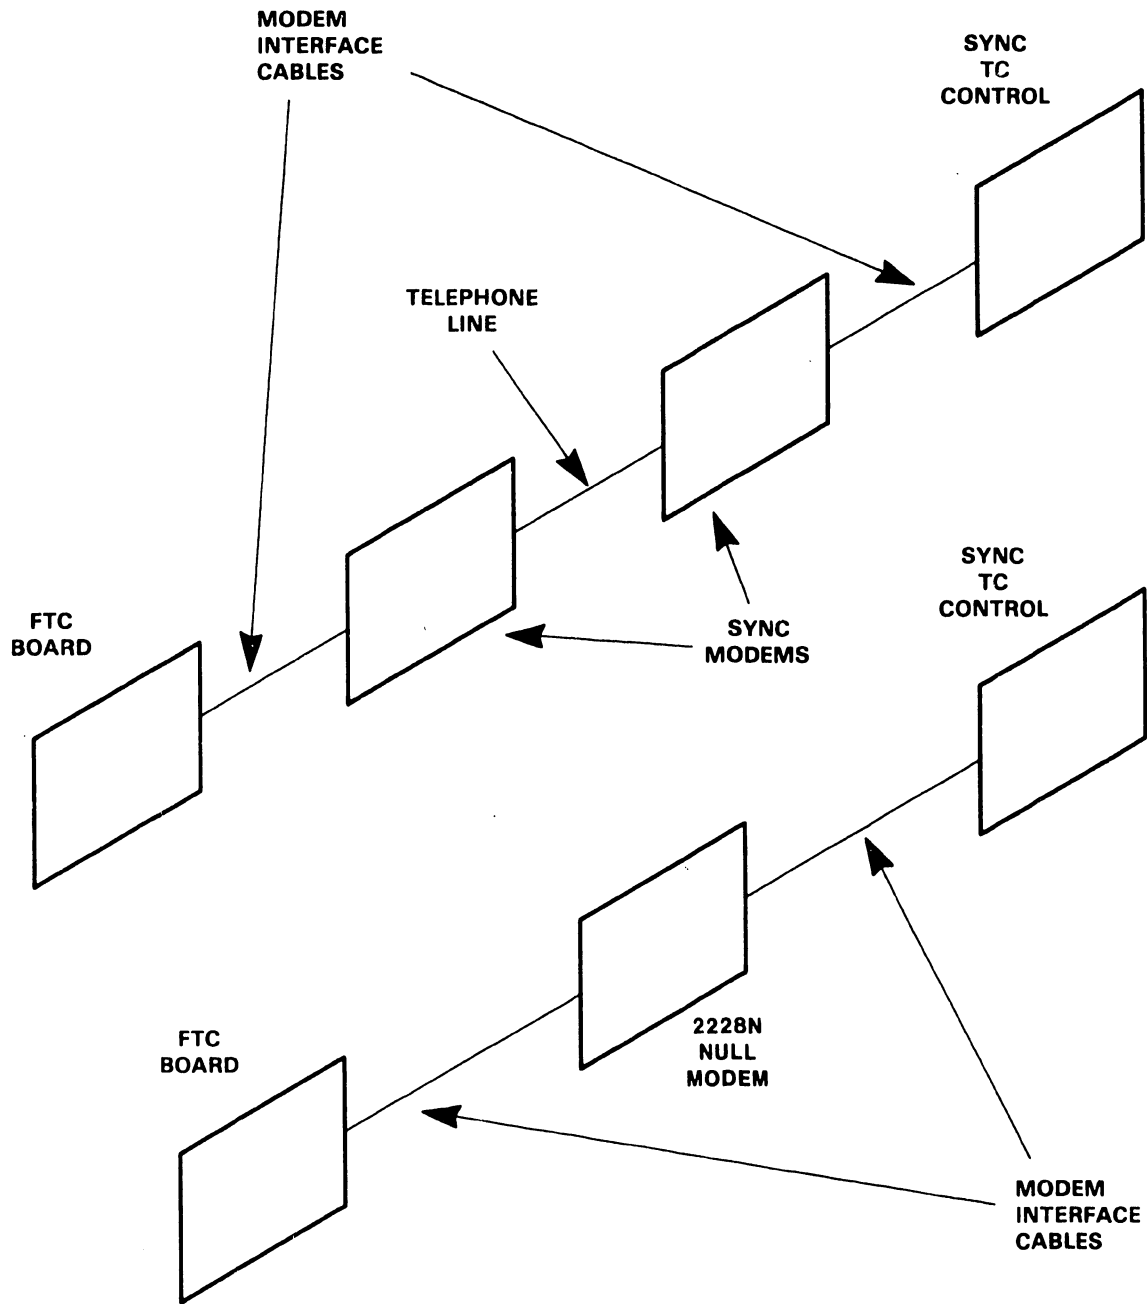 MODEM
INTERFACE
CABLES
SYNC
TC
CONTROL
TELEPHONE
LINE
SYNC
TC
CONTROL
FTC
BOARD
SYNC
MODEMS
2228N
NULL
MODEM
FTC
BOARD
MODEM
INTERFACE
CABLES